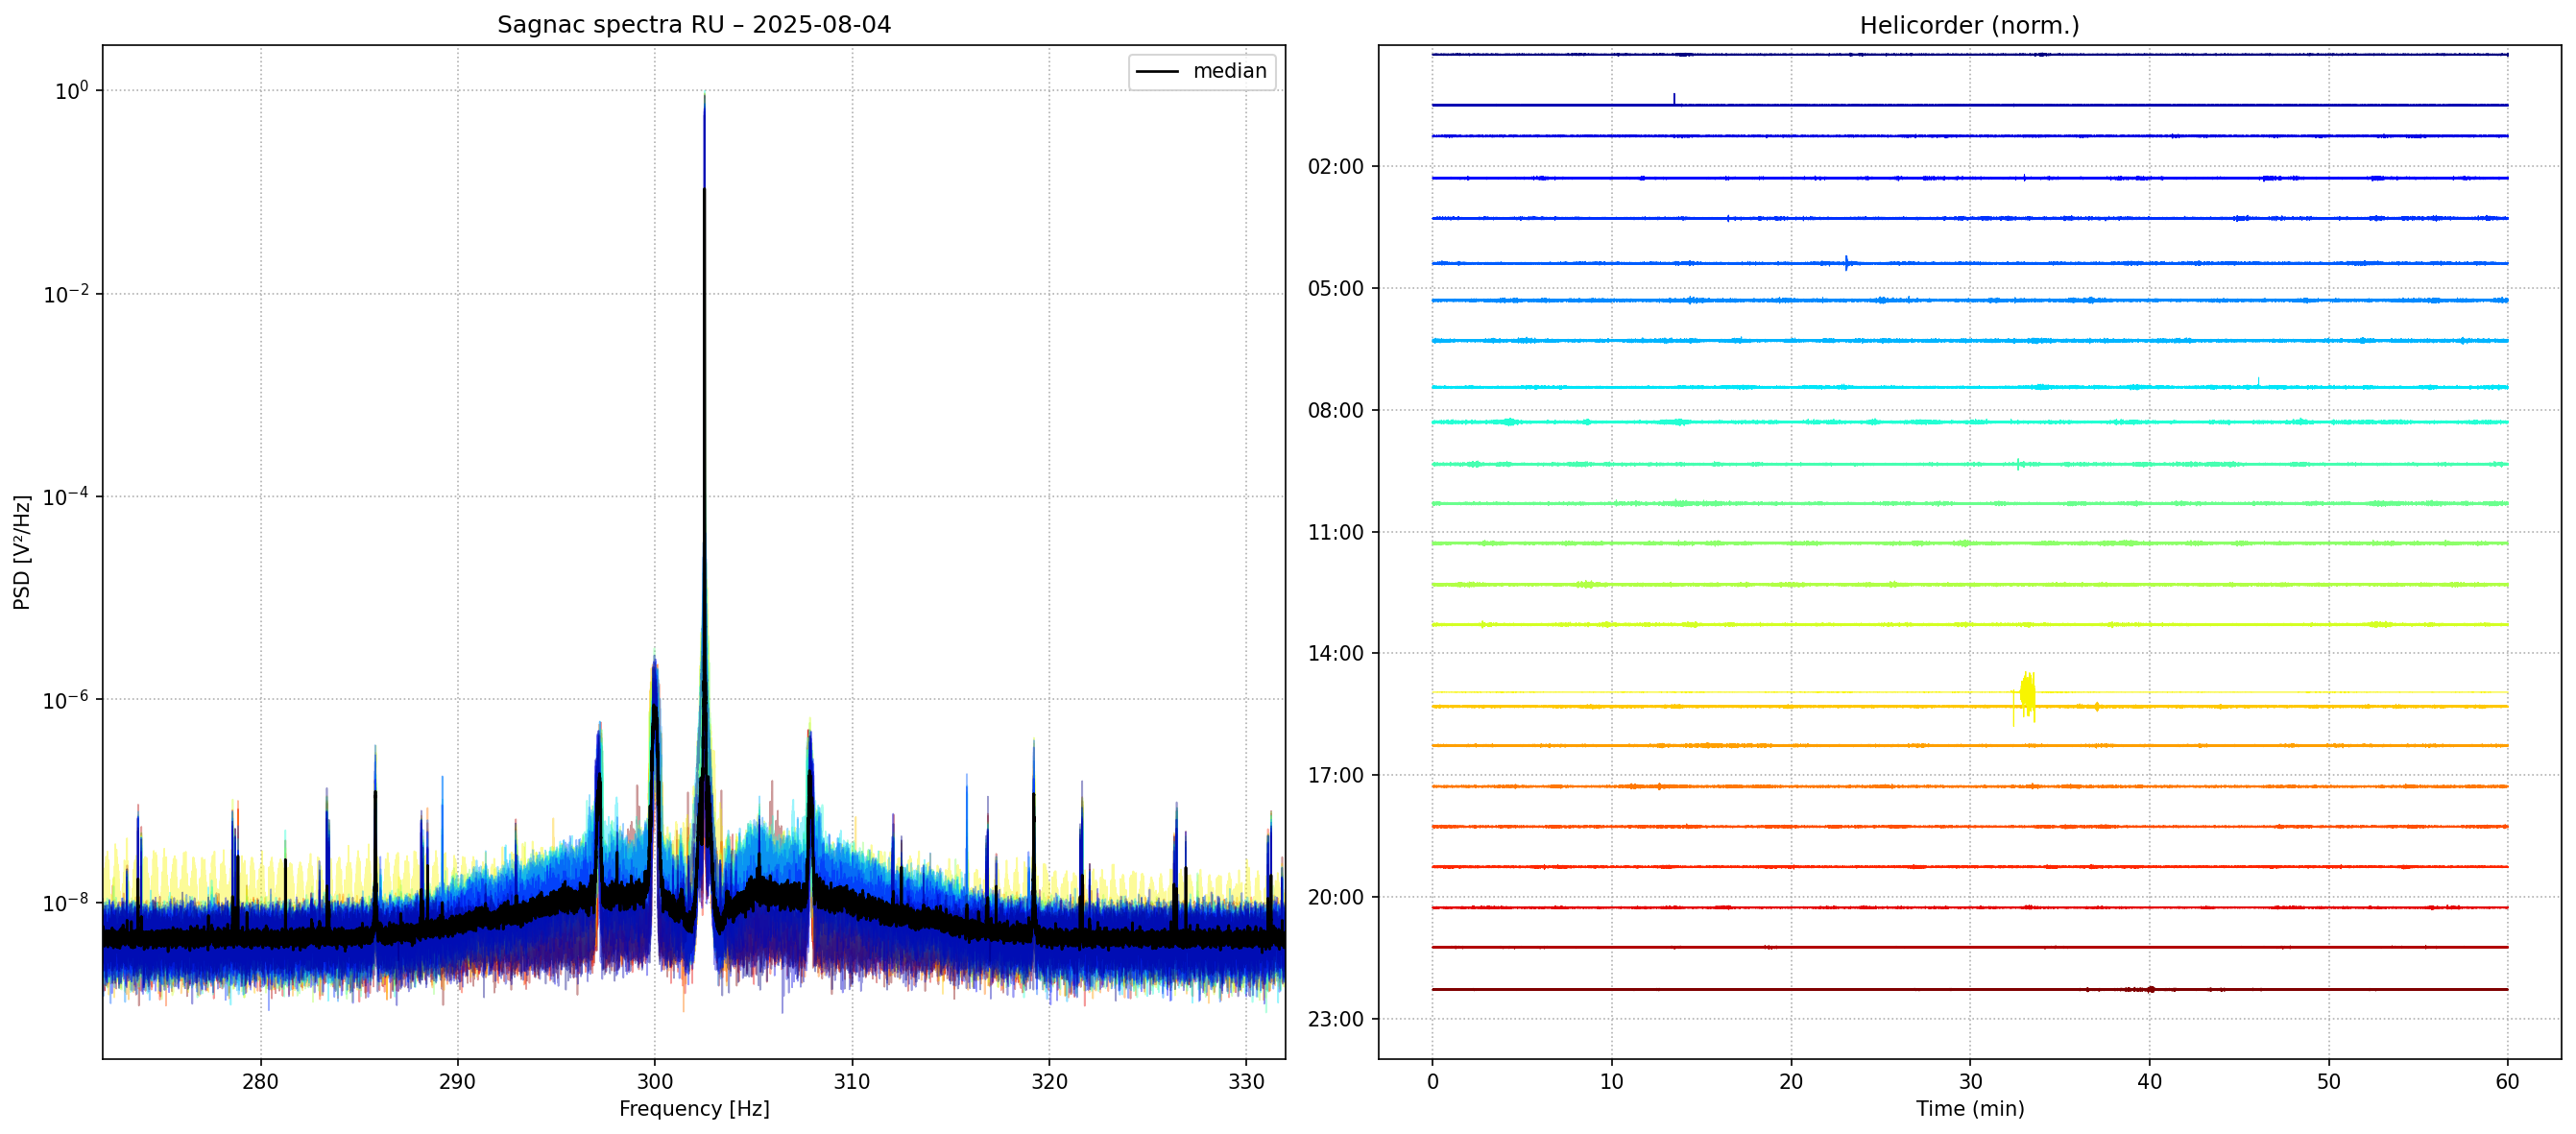 Sagnac spectra RU – 2025-08-04
median
PSD [V²/Hz]
10⁰
10⁻²
10⁻⁴
10⁻⁶
10⁻⁸
280 290 300 310 320 330
Frequency [Hz]
Helicorder (norm.)
02:00
05:00
08:00
11:00
14:00
17:00
20:00
23:00
0 10 20 30 40 50 60
Time (min)